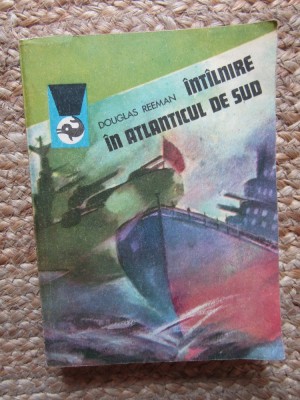 DOUGLAS REEMAN
ÎNTÎLNIRE
ÎN ATLANTICUL DE SUD